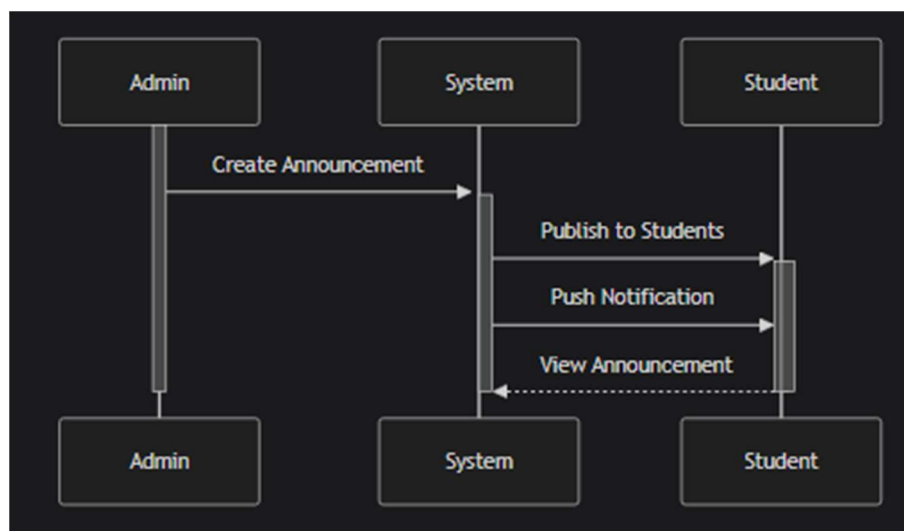 Admin
System
Student
Create Announcement
Publish to Students
Push Notification
View Announcement
Admin
System
Student